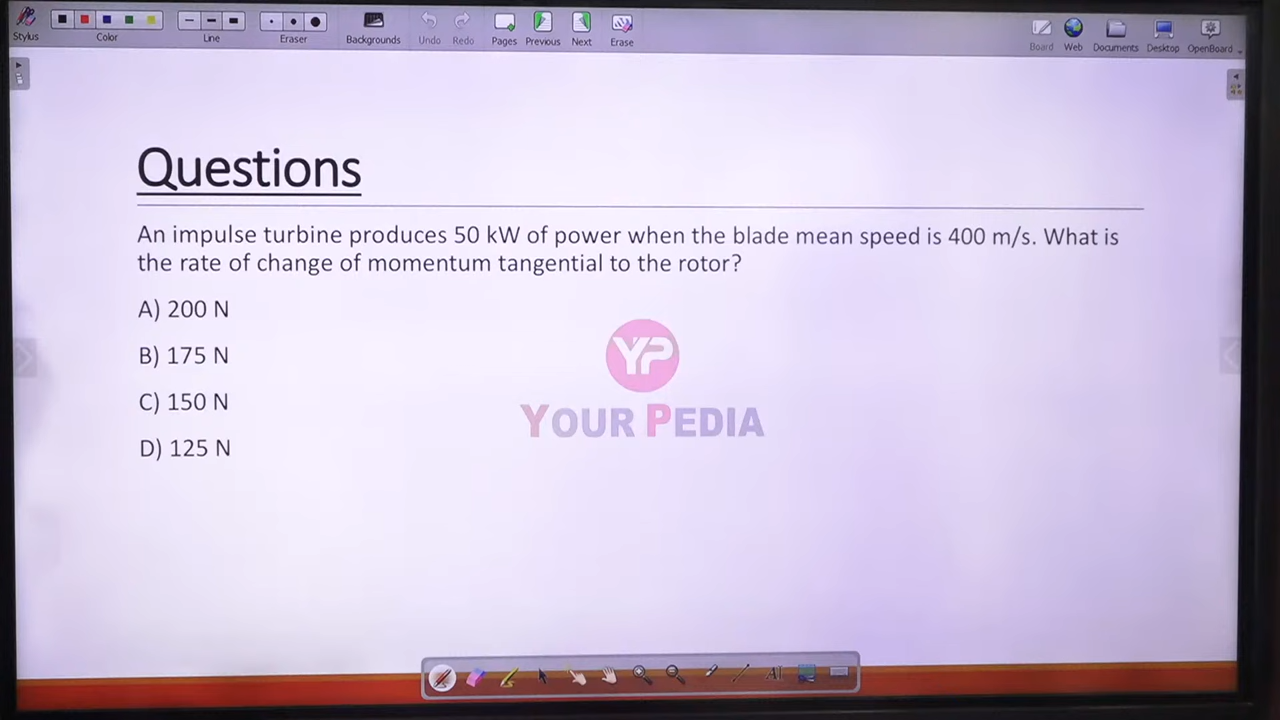 Stylus
Color
Line
Eraser
Backgrounds
Undo
Redo
Pages
Previous
Next
Erase
Board
Web
Documents
Desktop
OpenBoard
Questions
An impulse turbine produces 50 kW of power when the blade mean speed is 400 m/s. What is
the rate of change of momentum tangential to the rotor?
A) 200 N
B) 175 N
C) 150 N
D) 125 N
YP
YOUR PEDIA
AI